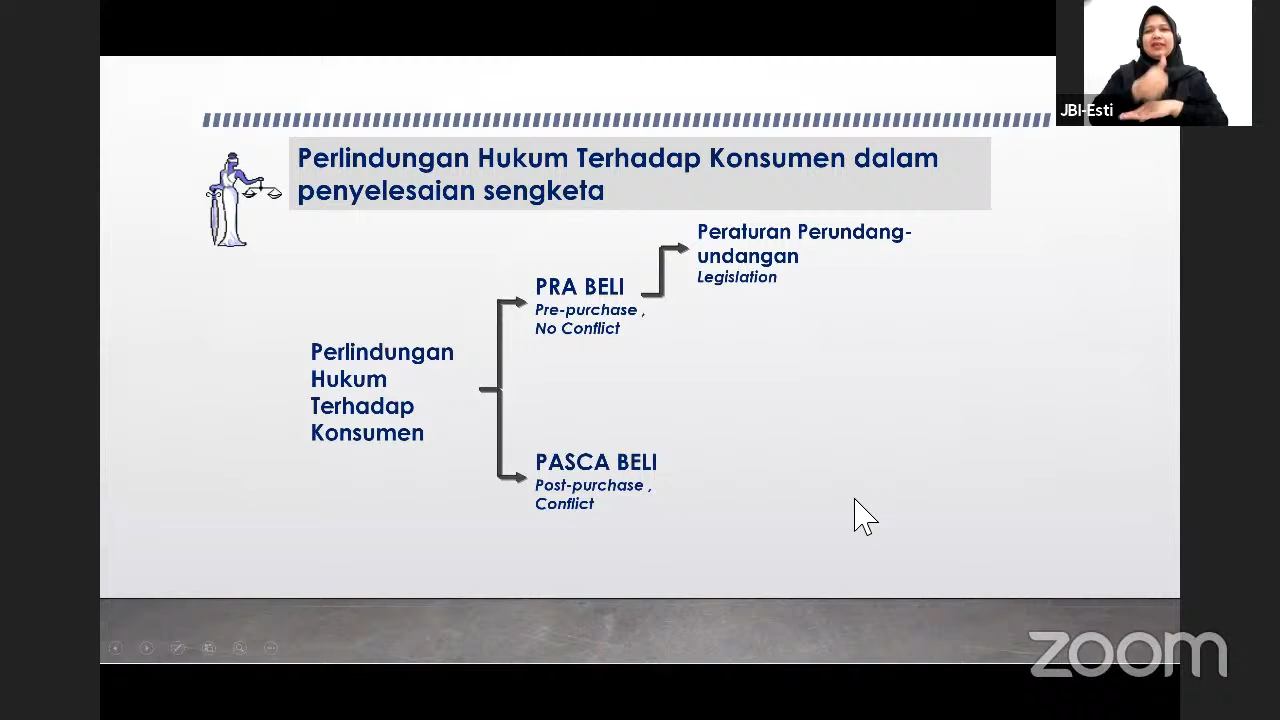 JBI-Esti
Perlindungan Hukum Terhadap Konsumen dalam
penyelesaian sengketa
Peraturan Perundang-
undangan
Legislation
PRA BELI
Pre-purchase ,
No Conflict
Perlindungan
Hukum
Terhadap
Konsumen
PASCA BELI
Post-purchase ,
Conflict
zoom